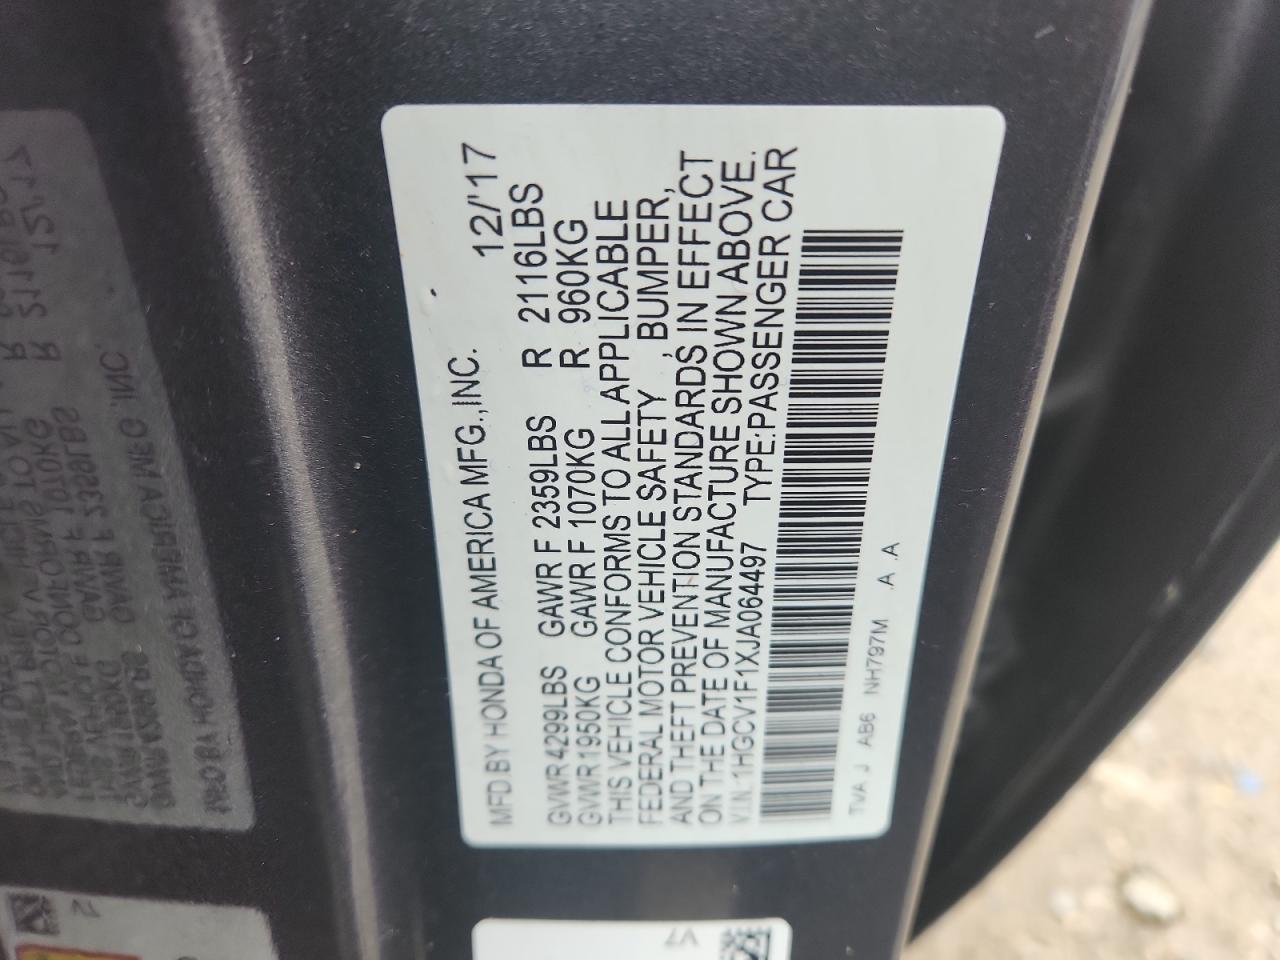 MFD.BY HONDA OF AMERICA MFG.,INC. 12/'17
GVWR 4299LBS GAWR F 2359LBS R 2116LBS
GVWR 1950KG GAWR F 1070KG R 960KG
THIS VEHICLE CONFORMS TO ALL APPLICABLE
FEDERAL MOTOR VEHICLE SAFETY , BUMPER,
AND THEFT PREVENTION STANDARDS IN EFFECT
ON THE DATE OF MANUFACTURE SHOWN ABOVE.
V.I.N.:1HGCV1F1XJA064497 TYPE:PASSENGER CAR
TVA J AB6 NH797M A .A
V7